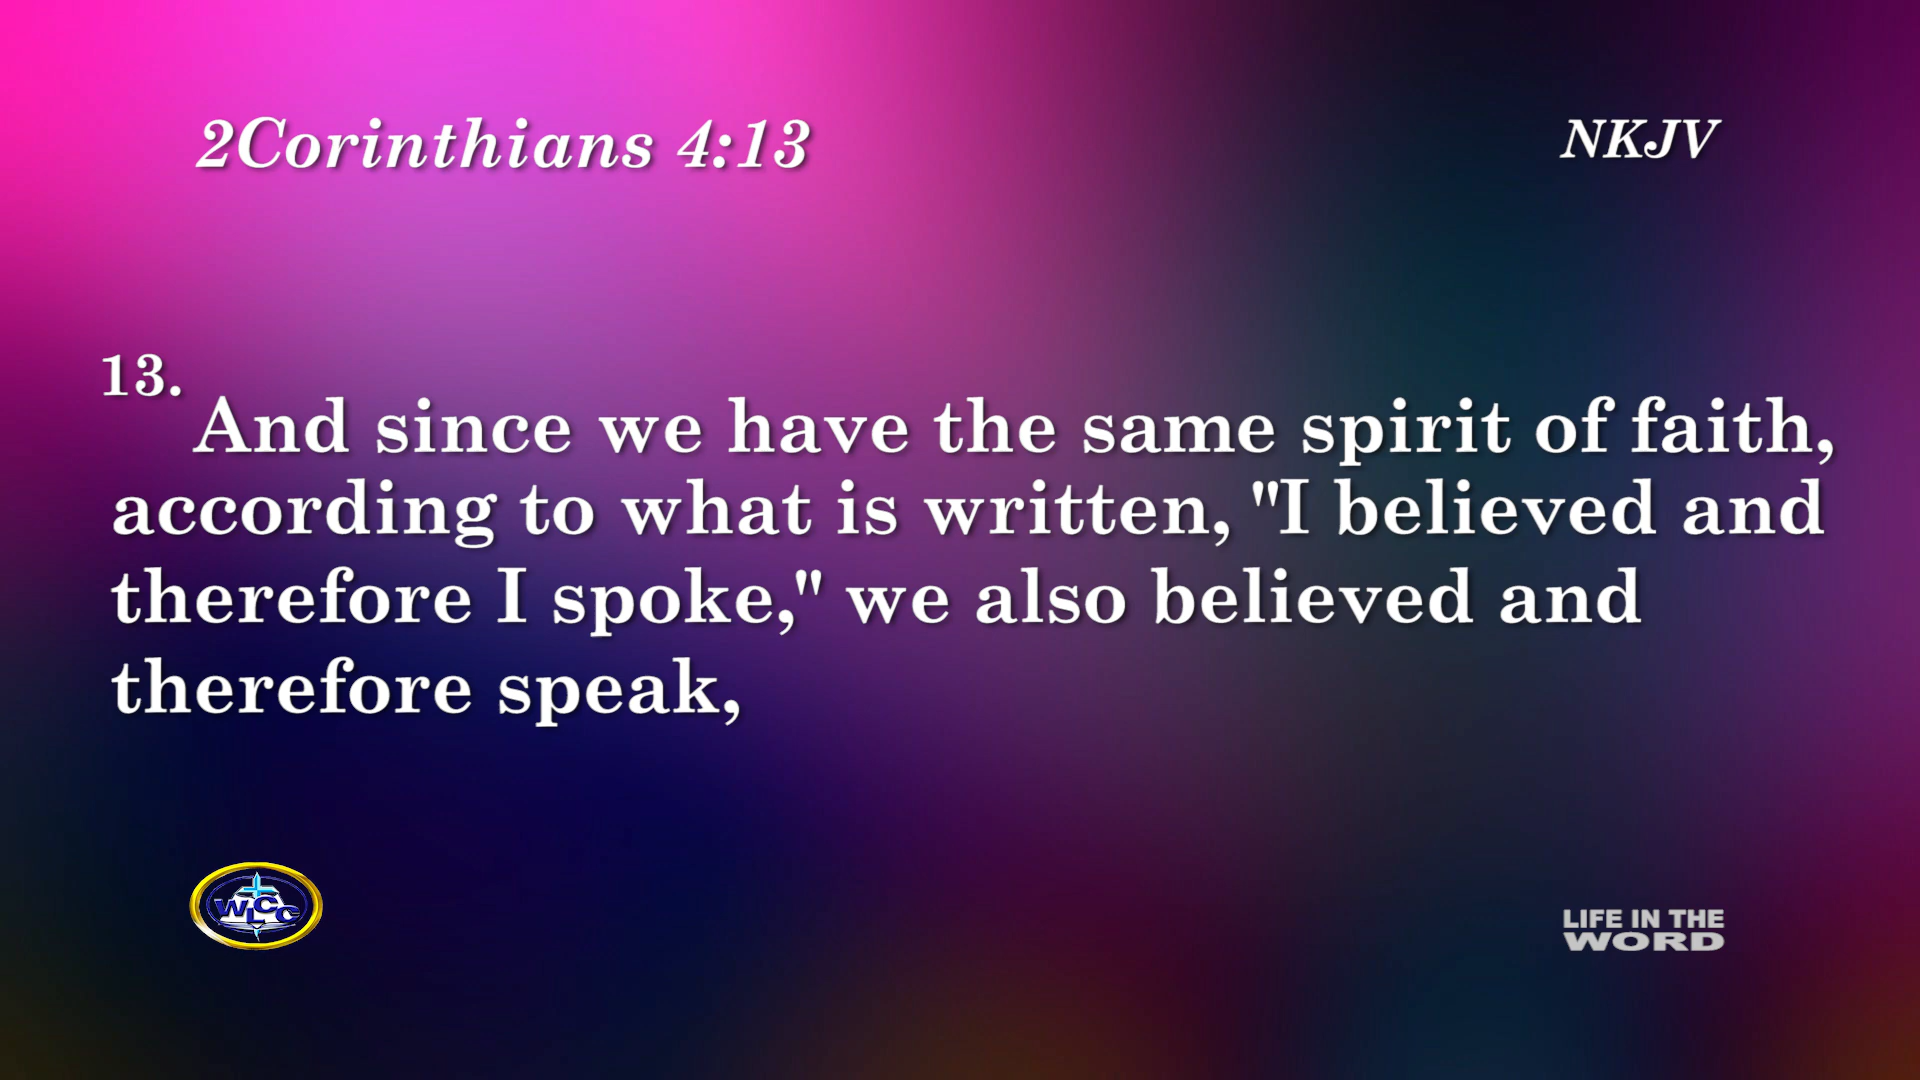 2Corinthians 4:13
NKJV
13.
And since we have the same spirit of faith,
according to what is written, "I believed and
therefore I spoke," we also believed and
therefore speak,
WLCC
LIFE IN THE
WORD